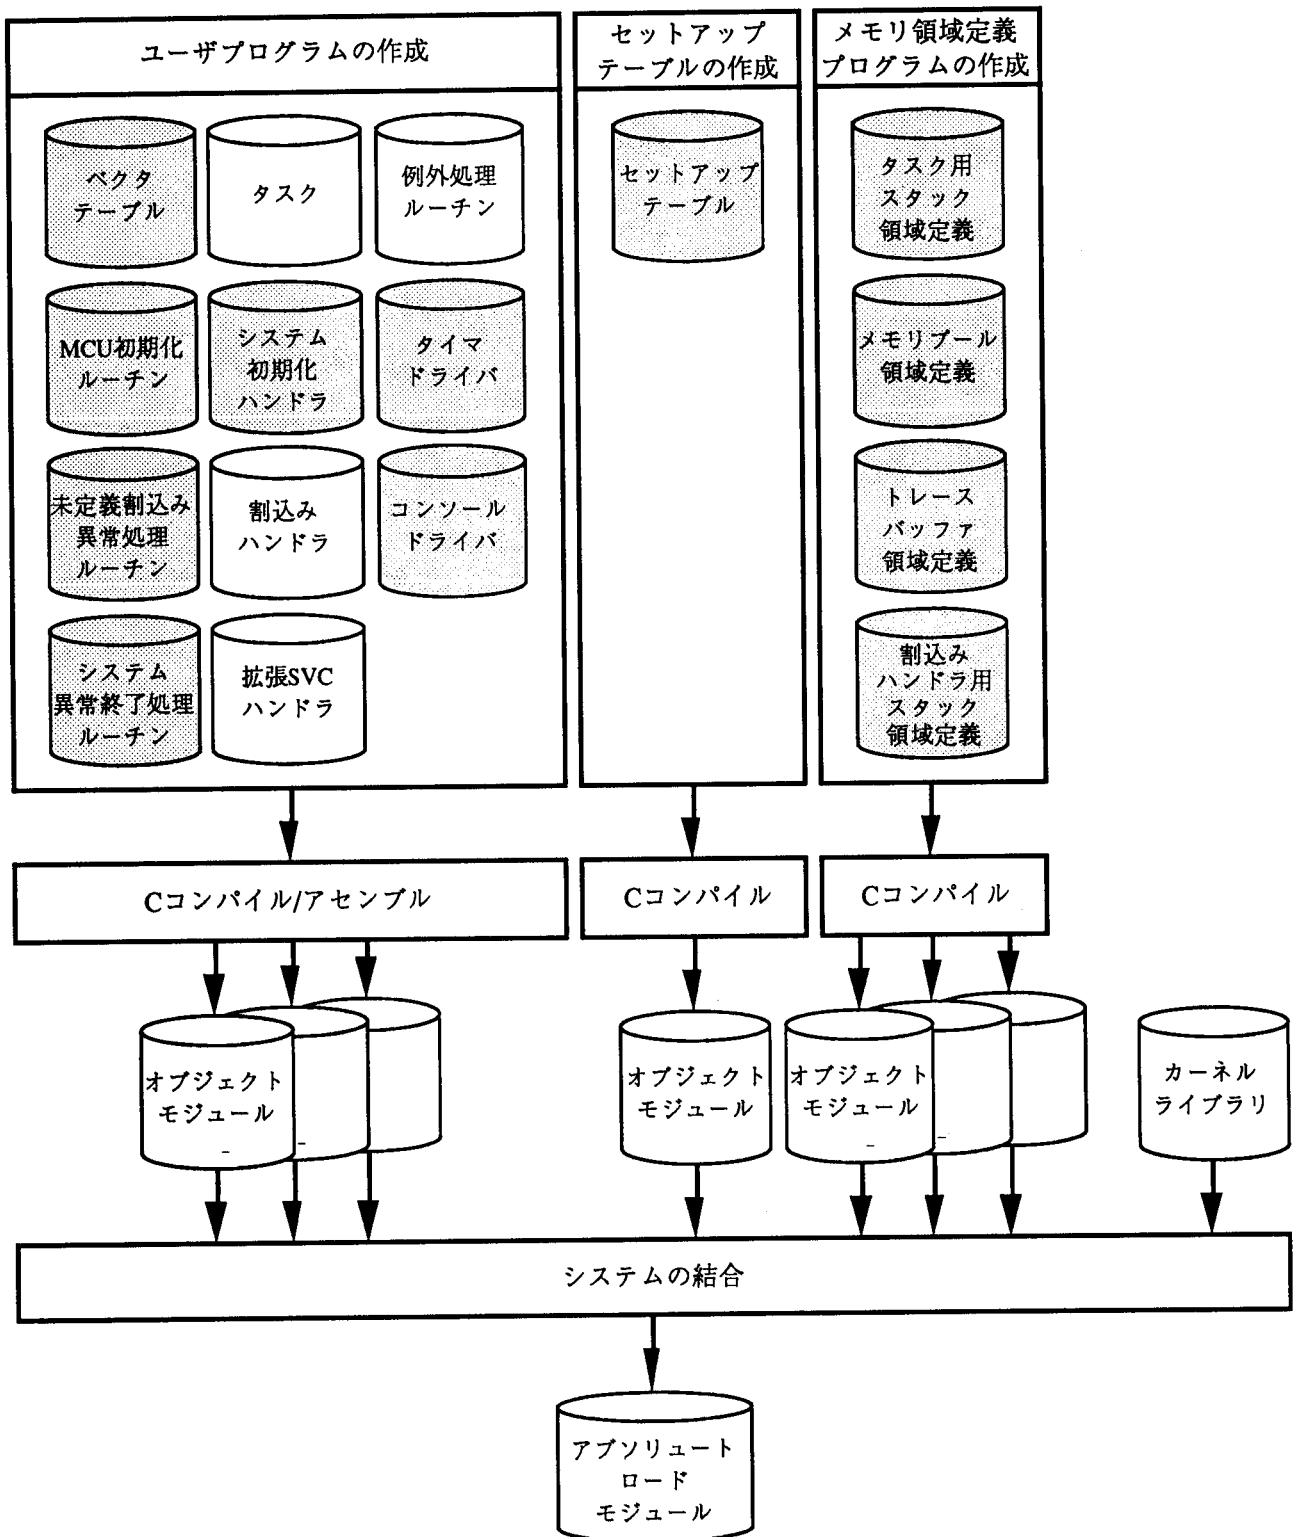 ユーザプログラムの作成
セットアップ
テーブルの作成
メモリ領域定義
プログラムの作成
ベクタ
テーブル
タスク
例外処理
ルーチン
MCU初期化
ルーチン
システム
初期化
ハンドラ
タイマ
ドライバ
未定義割込み
異常処理
ルーチン
割込み
ハンドラ
コンソール
ドライバ
システム
異常終了処理
ルーチン
拡張SVC
ハンドラ
セットアップ
テーブル
タスク用
スタック
領域定義
メモリプール
領域定義
トレース
バッファ
領域定義
割込み
ハンドラ用
スタック
領域定義
Cコンパイル/アセンブル
Cコンパイル
Cコンパイル
オブジェクト
モジュール
オブジェクト
モジュール
オブジェクト
モジュール
カーネル
ライブラリ
システムの結合
アブソリュート
ロード
モジュール